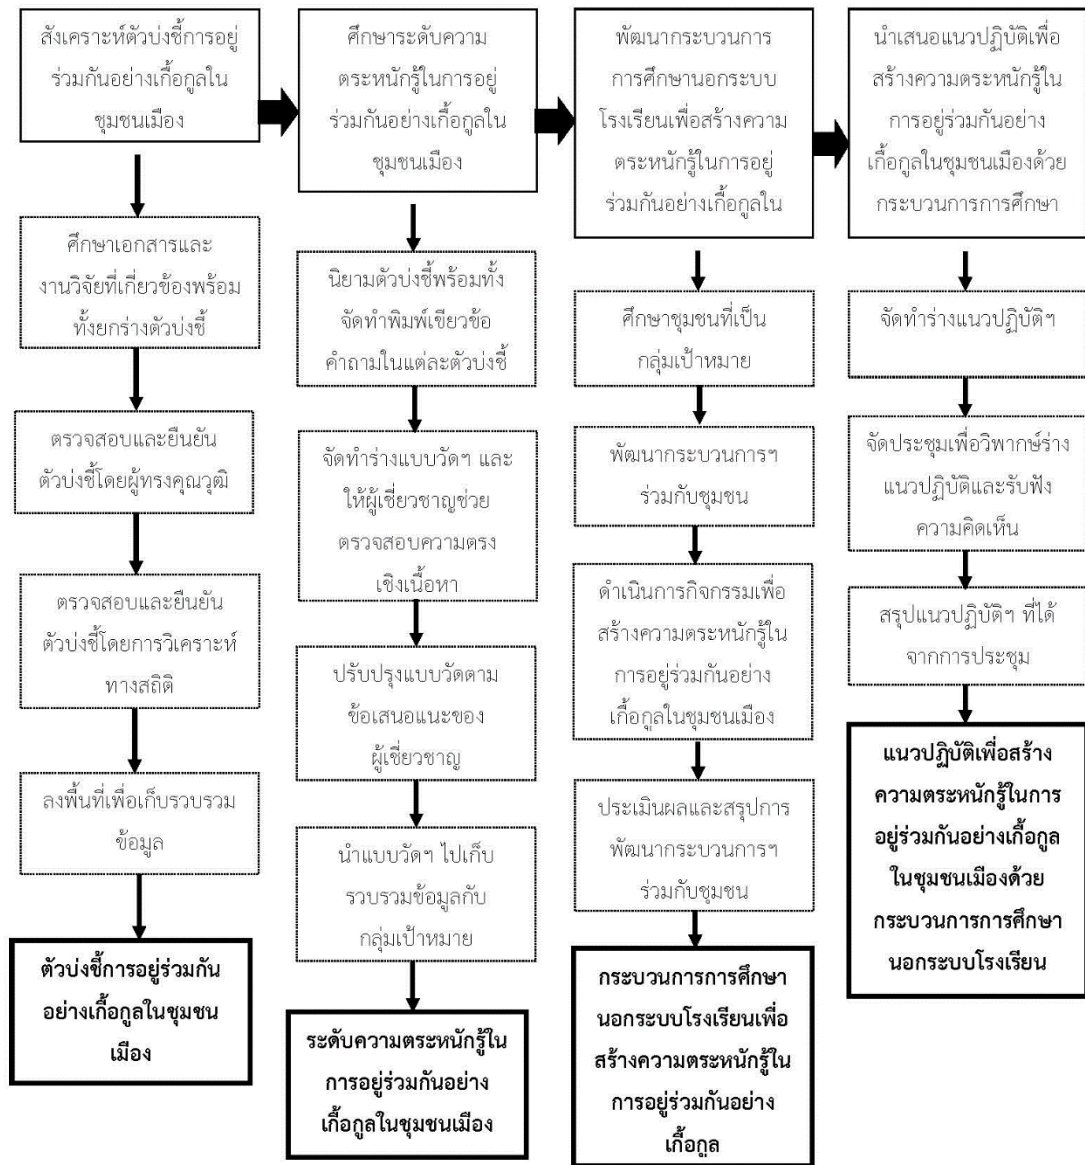 สังเคราะห์ตัวบ่งชี้การอยู่
ร่วมกันอย่างเกื้อกูลใน
ชุมชนเมือง
ศึกษาเอกสารและ
งานวิจัยที่เกี่ยวข้องพร้อม
ทั้งยกร่างตัวบ่งชี้
ตรวจสอบและยืนยัน
ตัวบ่งชี้โดยผู้ทรงคุณวุฒิ
ตรวจสอบและยืนยัน
ตัวบ่งชี้โดยการวิเคราะห์
ทางสถิติ
ลงพื้นที่เพื่อเก็บรวบรวม
ข้อมูล
ตัวบ่งชี้การอยู่ร่วมกัน
อย่างเกื้อกูลในชุมชน
เมือง
ศึกษาระดับความ
ตระหนักรู้ในการอยู่
ร่วมกันอย่างเกื้อกูลใน
ชุมชนเมือง
นิยามตัวบ่งชี้พร้อมทั้ง
จัดทำพิมพ์เขียวข้อ
คำถามในแต่ละตัวบ่งชี้
จัดทำร่างแบบวัดฯ และ
ให้ผู้เชี่ยวชาญช่วย
ตรวจสอบความตรง
เชิงเนื้อหา
ปรับปรุงแบบวัดตาม
ข้อเสนอแนะของ
ผู้เชี่ยวชาญ
นำแบบวัดฯ ไปเก็บ
รวบรวมข้อมูลกับ
กลุ่มเป้าหมาย
ระดับความตระหนักรู้ใน
การอยู่ร่วมกันอย่าง
เกื้อกูลในชุมชนเมือง
พัฒนากระบวนการ
การศึกษานอกระบบ
โรงเรียนเพื่อสร้างความ
ตระหนักรู้ในการอยู่
ร่วมกันอย่างเกื้อกูลใน
ศึกษาชุมชนที่เป็น
กลุ่มเป้าหมาย
พัฒนากระบวนการฯ
ร่วมกับชุมชน
ดำเนินการกิจกรรมเพื่อ
สร้างความตระหนักรู้ใน
การอยู่ร่วมกันอย่าง
เกื้อกูลในชุมชนเมือง
ประเมินผลและสรุปการ
พัฒนากระบวนการฯ
ร่วมกับชุมชน
กระบวนการการศึกษา
นอกระบบโรงเรียนเพื่อ
สร้างความตระหนักรู้ใน
การอยู่ร่วมกันอย่าง
เกื้อกูล
นำเสนอแนวปฏิบัติเพื่อ
สร้างความตระหนักรู้ใน
การอยู่ร่วมกันอย่าง
เกื้อกูลในชุมชนเมืองด้วย
กระบวนการการศึกษา
จัดทำร่างแนวปฏิบัติฯ
จัดประชุมเพื่อวิพากษ์ร่าง
แนวปฏิบัติและรับฟัง
ความคิดเห็น
สรุปแนวปฏิบัติฯ ที่ได้
จากการประชุม
แนวปฏิบัติเพื่อสร้าง
ความตระหนักรู้ในการ
อยู่ร่วมกันอย่างเกื้อกูล
ในชุมชนเมืองด้วย
กระบวนการการศึกษา
นอกระบบโรงเรียน